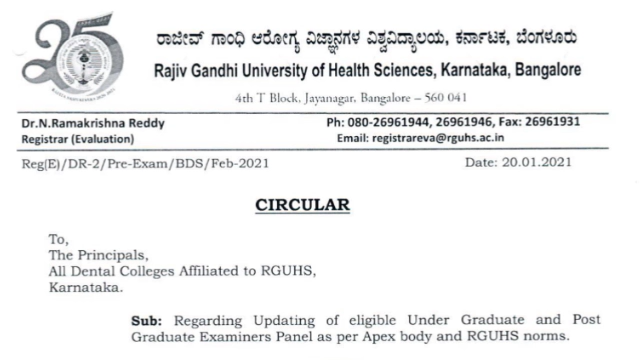 25
ರಾಜೀವ್ ಗಾಂಧಿ ಆರೋಗ್ಯ ವಿಜ್ಞಾನಗಳ ವಿಶ್ವವಿದ್ಯಾಲಯ, ಕರ್ನಾಟಕ, ಬೆಂಗಳೂರು
Rajiv Gandhi University of Health Sciences, Karnataka, Bangalore
4th T Block, Jayanagar, Bangalore – 560 041
Dr.N.Ramakrishna Reddy Ph: 080-26961944, 26961946, Fax: 26961931
Registrar (Evaluation) Email: registrareva@rguhs.ac.in
Reg(E)/DR-2/Pre-Exam/BDS/Feb-2021 Date: 20.01.2021
CIRCULAR
To,
The Principals,
All Dental Colleges Affiliated to RGUHS,
Karnataka.
Sub: Regarding Updating of eligible Under Graduate and Post
Graduate Examiners Panel as per Apex body and RGUHS norms.